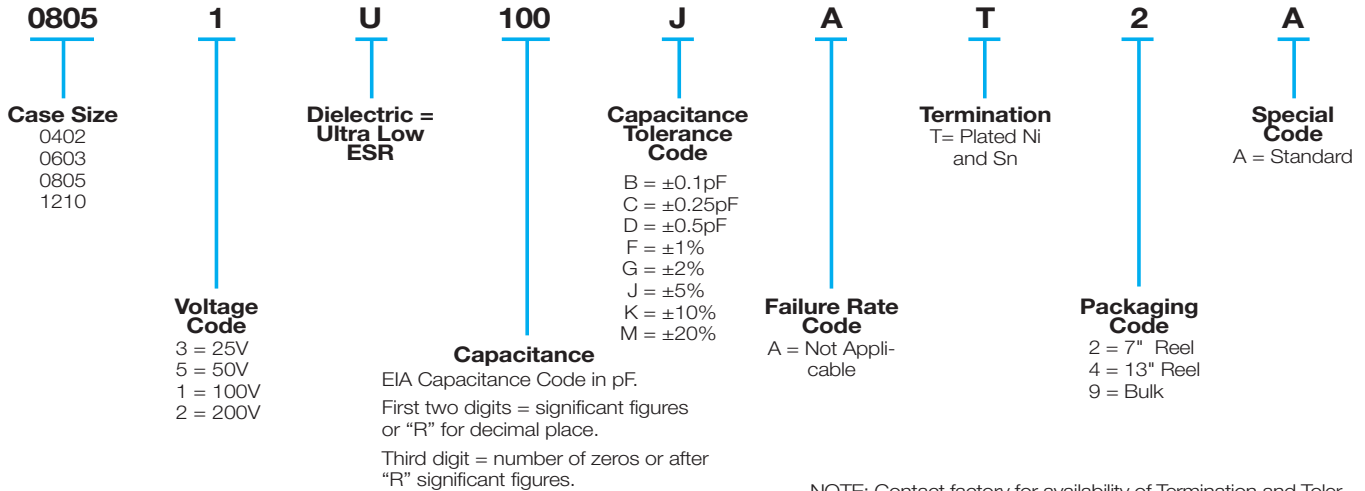 0805 1 U 100 J A T 2 A
Case Size
0402
0603
0805
1210
Voltage
Code
3 = 25V
5 = 50V
1 = 100V
2 = 200V
Dielectric =
Ultra Low
ESR
Capacitance
EIA Capacitance Code in pF.
First two digits = significant figures
or “R” for decimal place.
Third digit = number of zeros or after
“R” significant figures.
Capacitance
Tolerance
Code
B = ±0.1pF
C = ±0.25pF
D = ±0.5pF
F = ±1%
G = ±2%
J = ±5%
K = ±10%
M = ±20%
Failure Rate
Code
A = Not Appli-
cable
Termination
T= Plated Ni
and Sn
Packaging
Code
2 = 7" Reel
4 = 13" Reel
9 = Bulk
Special
Code
A = Standard
NOTE: Contact factory for availability of Termination and Toler-